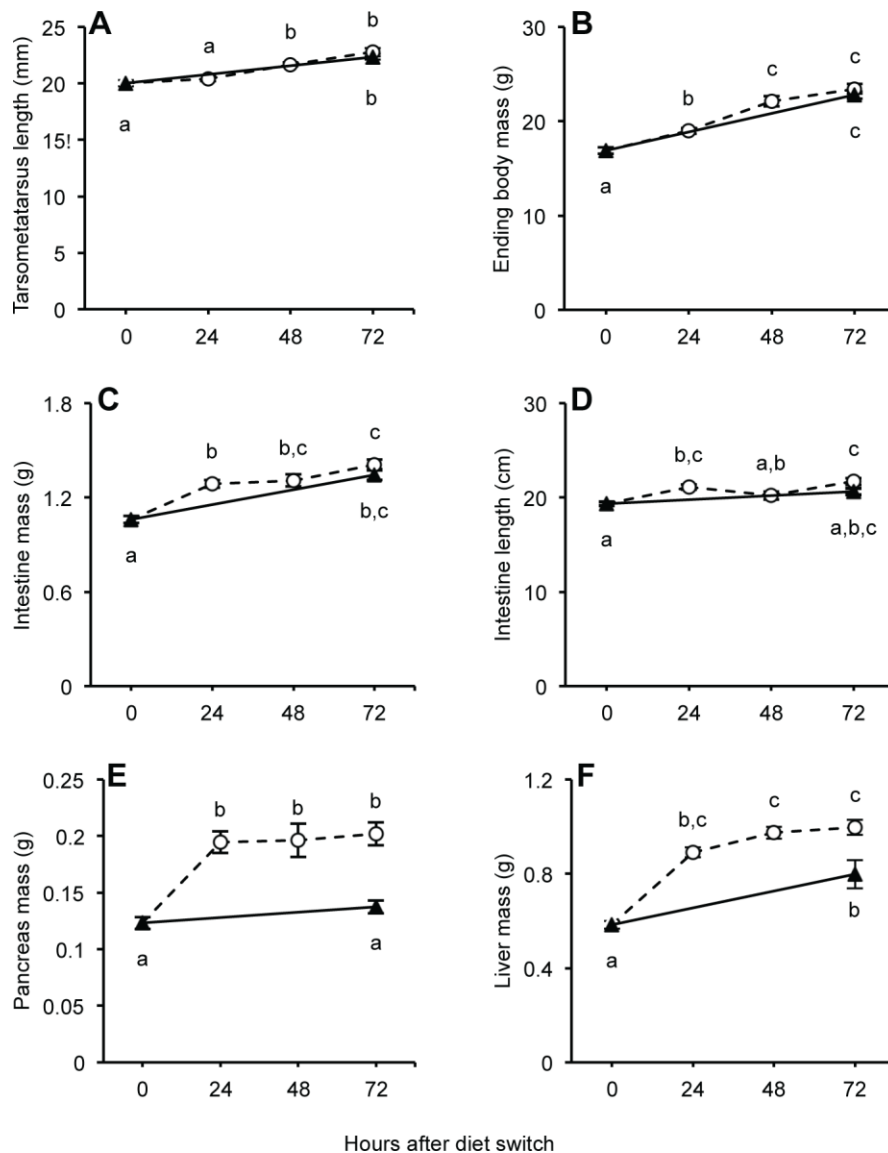 A
B
Tarsometatarsus length (mm)
25
20
15!
10
5
0
a
b
b
a
b
0 24 48 72
Ending body mass (g)
30
20
10
0
b
c
c
a
c
0 24 48 72
C
D
Intestine mass (g)
1.8
1.2
0.6
0
b
b,c
c
a
b,c
0 24 48 72
Intestine length (cm)
30
20
10
0
b,c
a,b
c
a
a,b,c
0 24 48 72
E
F
Pancreas mass (g)
0.25
0.2
0.15
0.1
0.05
0
b
b
b
a
a
0 24 48 72
Liver mass (g)
1.2
0.8
0.4
0
b,c
c
c
a
b
0 24 48 72
Hours after diet switch